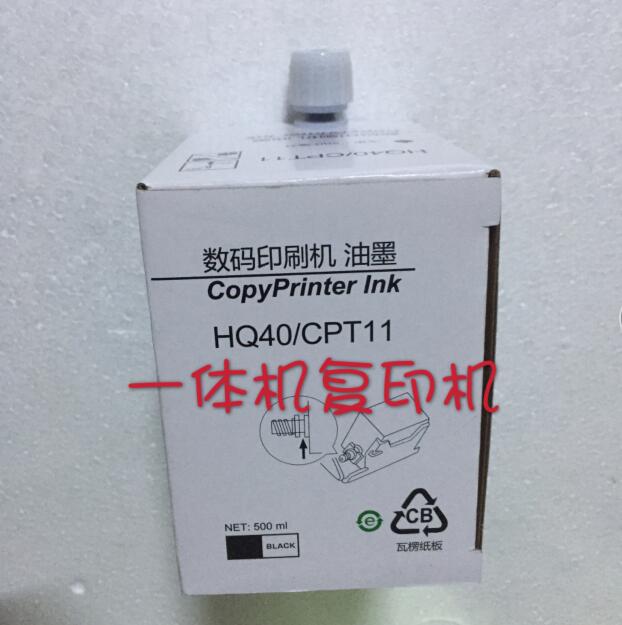 HQ40/CPT11
数码印刷机 油墨
CopyPrinter Ink
HQ40/CPT11
一体机复印机
NET: 500 ml
BLACK
e
CB
瓦楞纸板